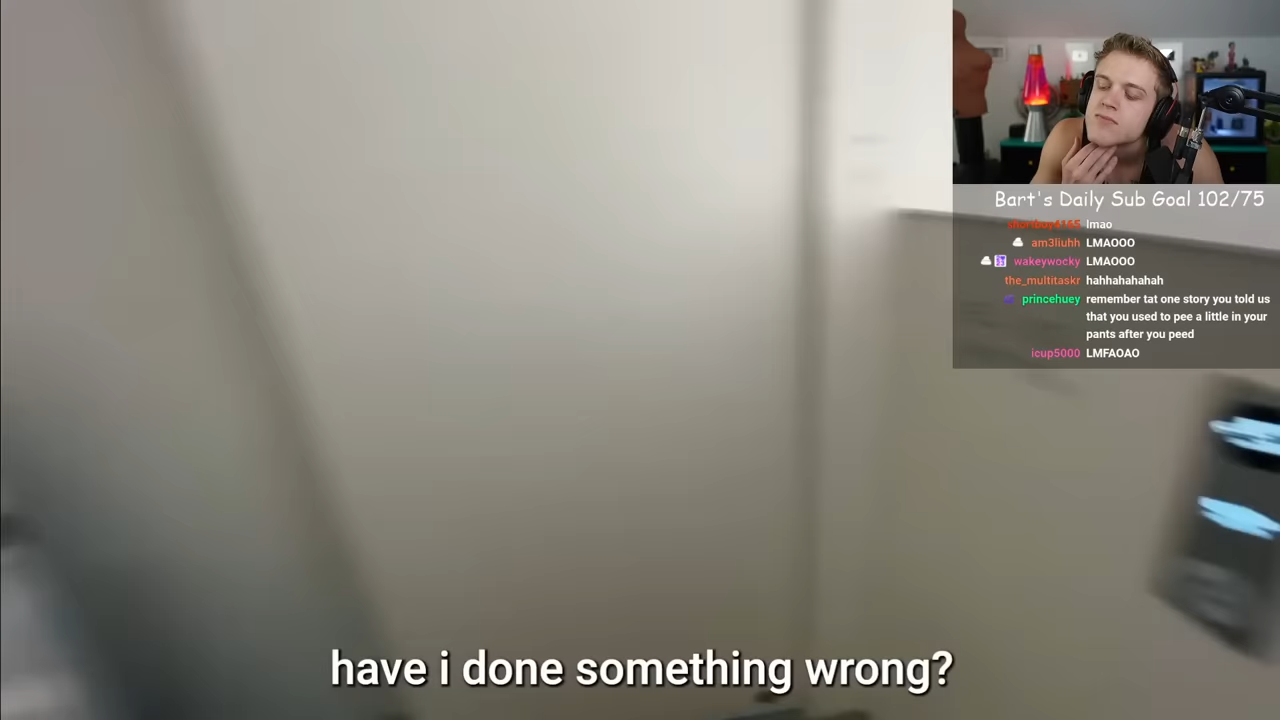 Bart's Daily Sub Goal 102/75
lmao
am3liuhh LMAOOO
wakeywocky LMAOOO
the_multitaskr hahhahahahah
princehuey remember tat one story you told us
that you used to pee a little in your
pants after you peed
icup5000 LMFAOAO
have i done something wrong?